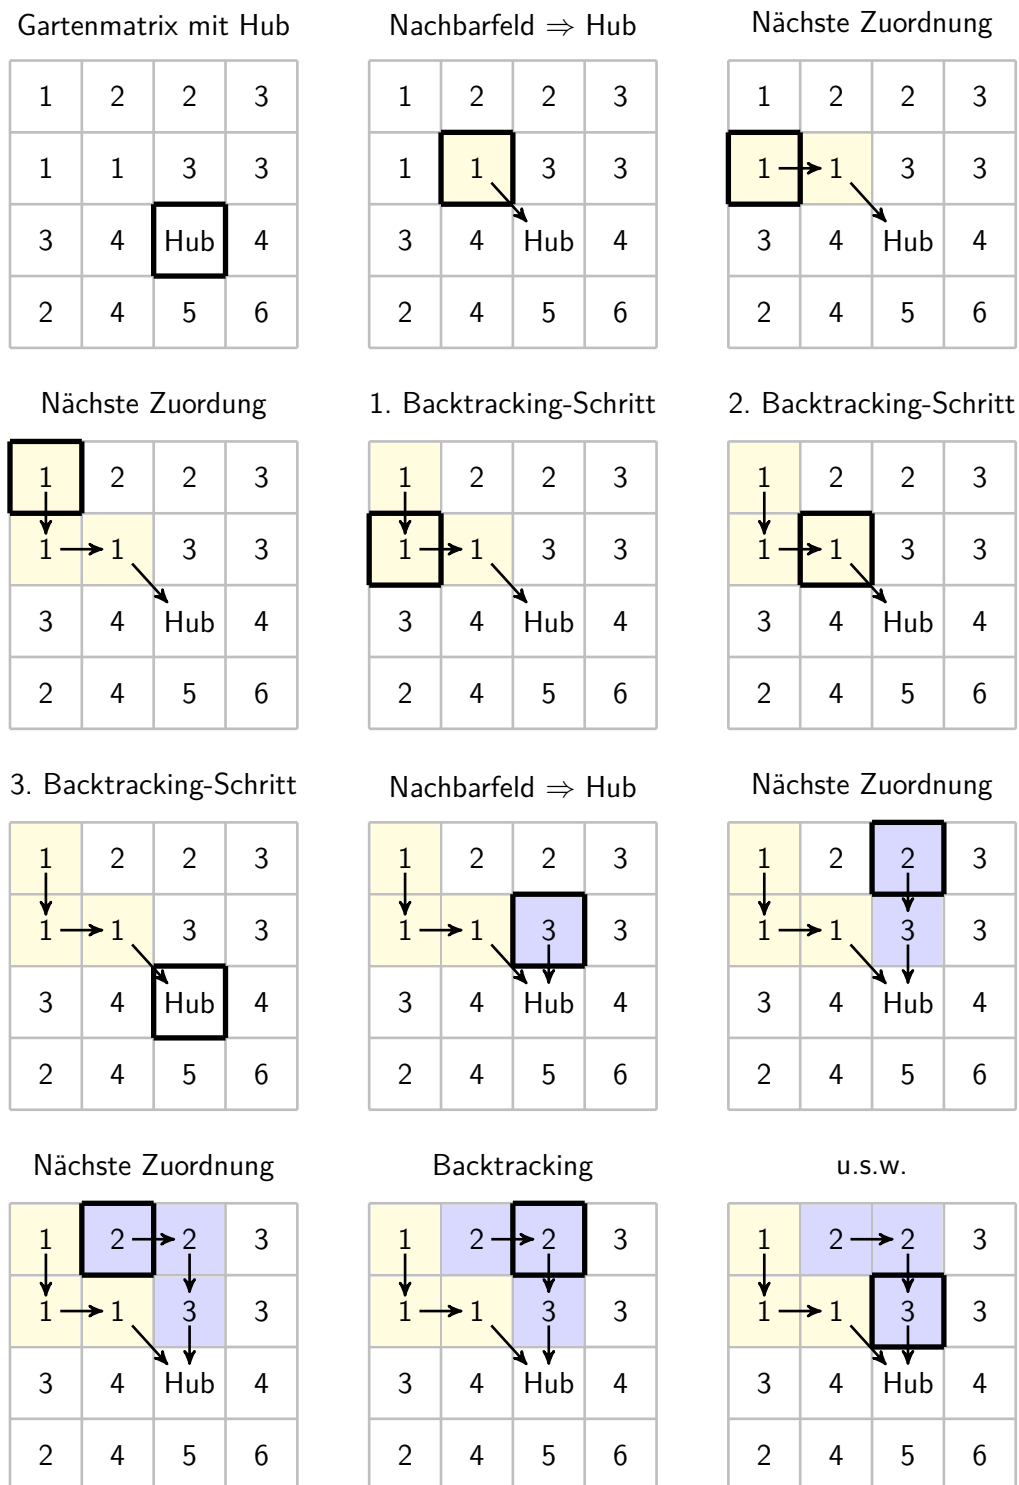 Gartenmatrix mit Hub Nachbarfeld ⇒ Hub Nächste Zuordnung
1 2 2 3 1 2 2 3 1 2 2 3
1 1 3 3 1 1 3 3 1 1 3 3
3 4 Hub 4 3 4 Hub 4 3 4 Hub 4
2 4 5 6 2 4 5 6 2 4 5 6
Nächste Zuordung 1. Backtracking-Schritt 2. Backtracking-Schritt
1 2 2 3 1 2 2 3 1 2 2 3
1 1 3 3 1 1 3 3 1 1 3 3
3 4 Hub 4 3 4 Hub 4 3 4 Hub 4
2 4 5 6 2 4 5 6 2 4 5 6
3. Backtracking-Schritt Nachbarfeld ⇒ Hub Nächste Zuordnung
1 2 2 3 1 2 2 3 1 2 2 3
1 1 3 3 1 1 3 3 1 1 3 3
3 4 Hub 4 3 4 Hub 4 3 4 Hub 4
2 4 5 6 2 4 5 6 2 4 5 6
Nächste Zuordnung Backtracking u.s.w.
1 2 2 3 1 2 2 3 1 2 2 3
1 1 3 3 1 1 3 3 1 1 3 3
3 4 Hub 4 3 4 Hub 4 3 4 Hub 4
2 4 5 6 2 4 5 6 2 4 5 6